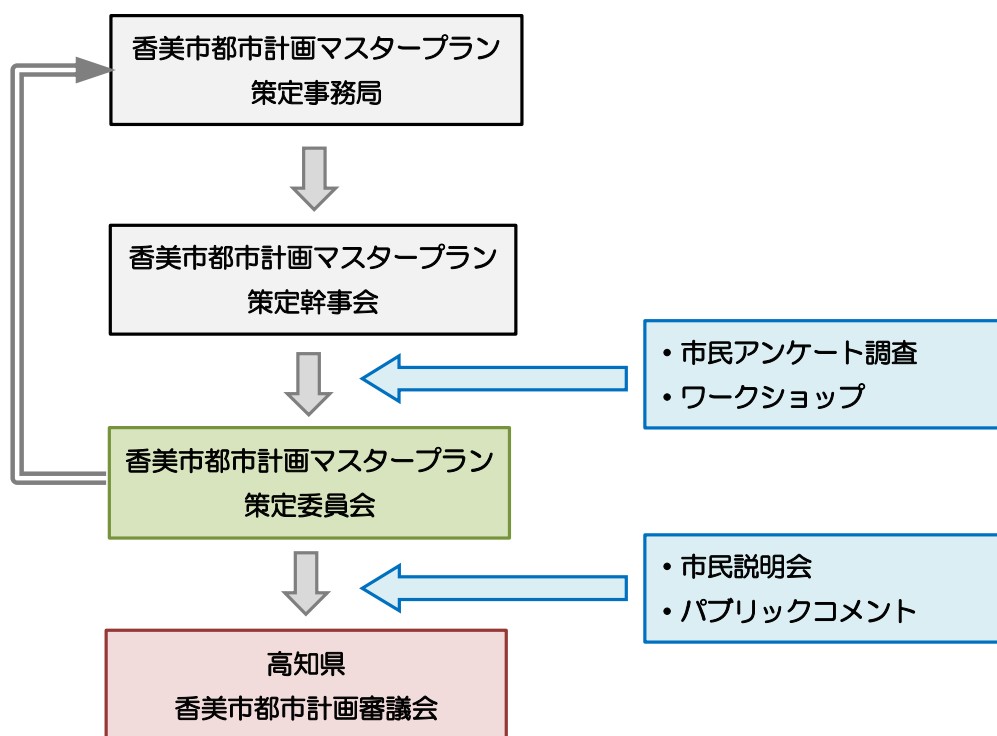 香美市都市計画マスタープラン
策定事務局
香美市都市計画マスタープラン
策定幹事会
・市民アンケート調査
・ワークショップ
香美市都市計画マスタープラン
策定委員会
・市民説明会
・パブリックコメント
高知県
香美市都市計画審議会